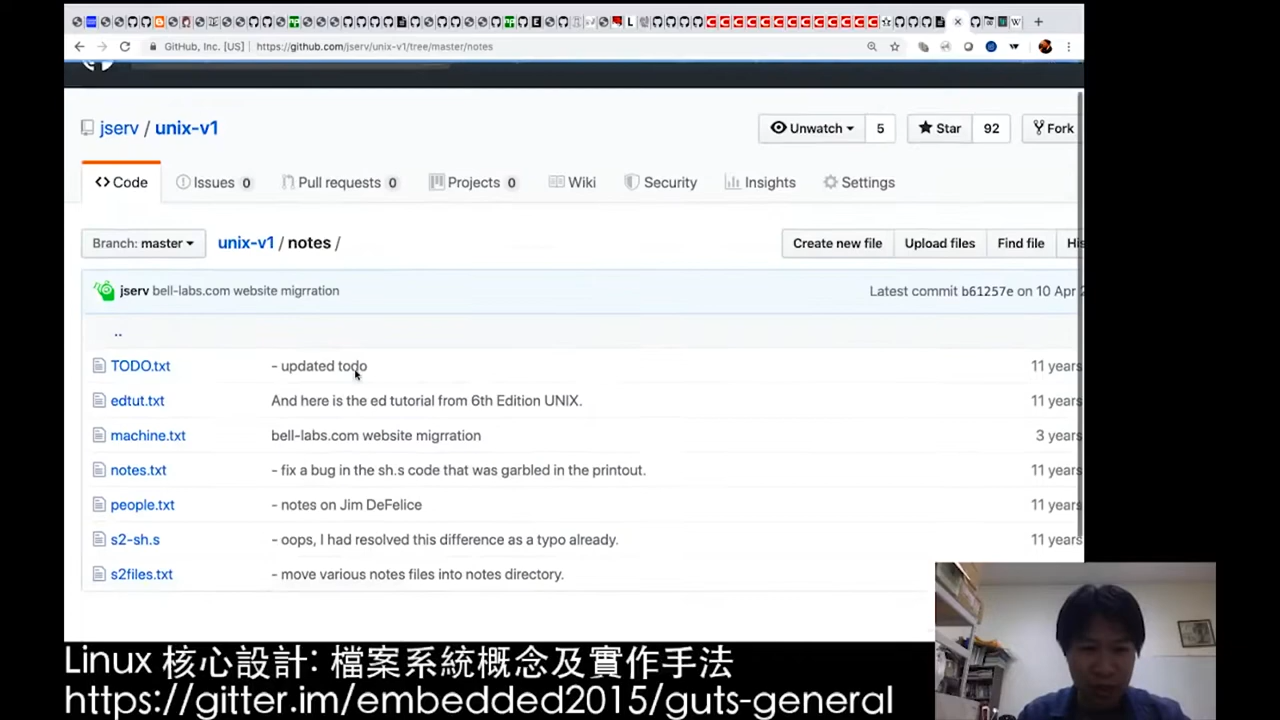 GitHub, Inc. [US] | https://github.com/jserv/unix-v1/tree/master/notes
jserv / unix-v1
Unwatch 5
Star 92
Fork
Code
Issues 0
Pull requests 0
Projects 0
Wiki
Security
Insights
Settings
Branch: master
unix-v1 / notes /
Create new file
Upload files
Find file
jserv bell-labs.com website migrration
Latest commit b61257e on 10 Apr
..
TODO.txt - updated todo 11 years
edtut.txt And here is the ed tutorial from 6th Edition UNIX. 11 years
machine.txt bell-labs.com website migrration 3 years
notes.txt - fix a bug in the sh.s code that was garbled in the printout. 11 years
people.txt - notes on Jim DeFelice 11 years
s2-sh.s - oops, I had resolved this difference as a typo already. 11 years
s2files.txt - move various notes files into notes directory.
Linux 核心設計: 檔案系統概念及實作手法
https://gitter.im/embedded2015/guts-general